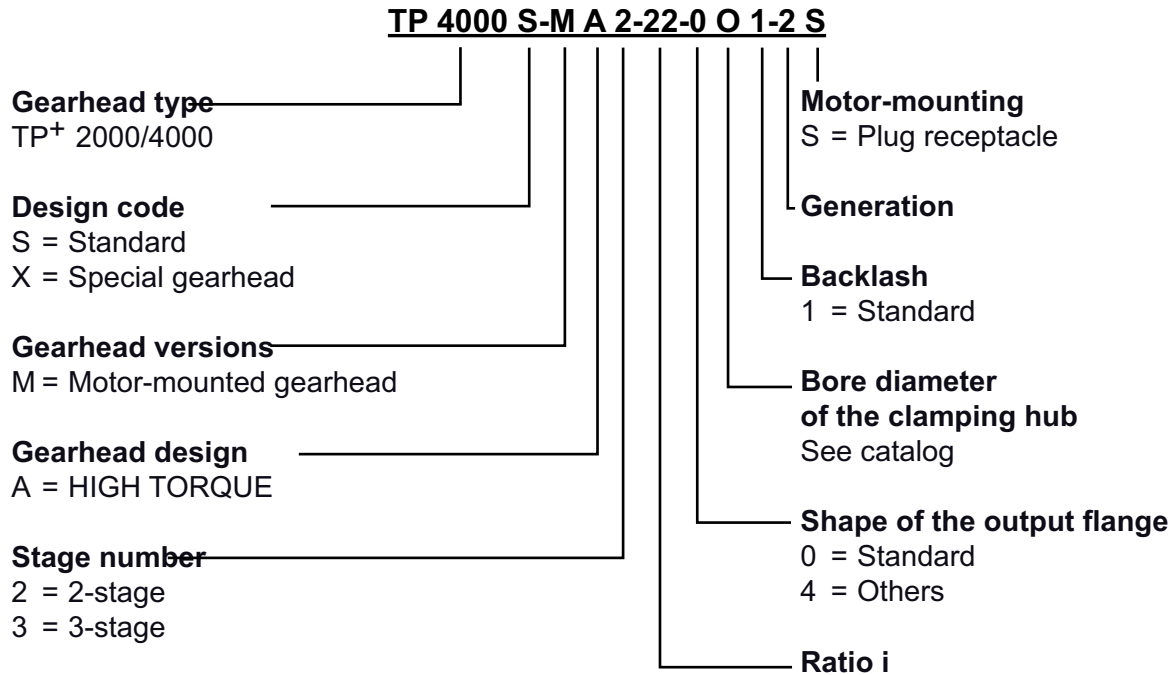 TP 4000 S-M A 2-22-0 O 1-2 S
Gearhead type
TP+ 2000/4000
Design code
S = Standard
X = Special gearhead
Gearhead versions
M = Motor-mounted gearhead
Gearhead design
A = HIGH TORQUE
Stage number
2 = 2-stage
3 = 3-stage
Motor-mounting
S = Plug receptacle
Generation
Backlash
1 = Standard
Bore diameter
of the clamping hub
See catalog
Shape of the output flange
0 = Standard
4 = Others
Ratio i